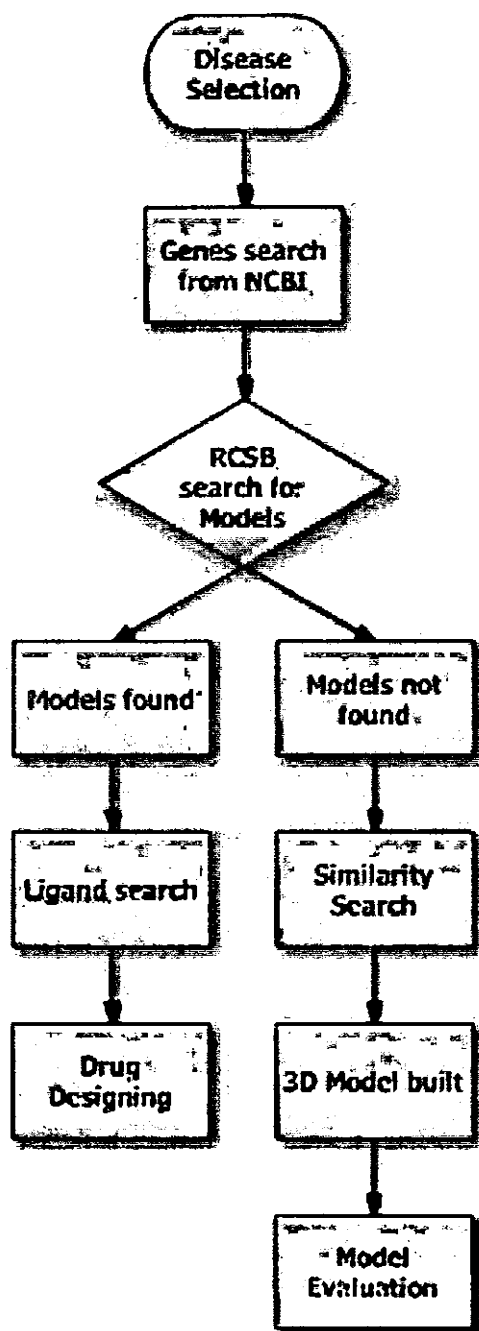 Disease
Selection
Genes search
from NCBI
RCSB
search for
Models
Models found
Models not
found
Ligand search
Similarity
Search
Drug
Designing
3D Model built
Model
Evaluation